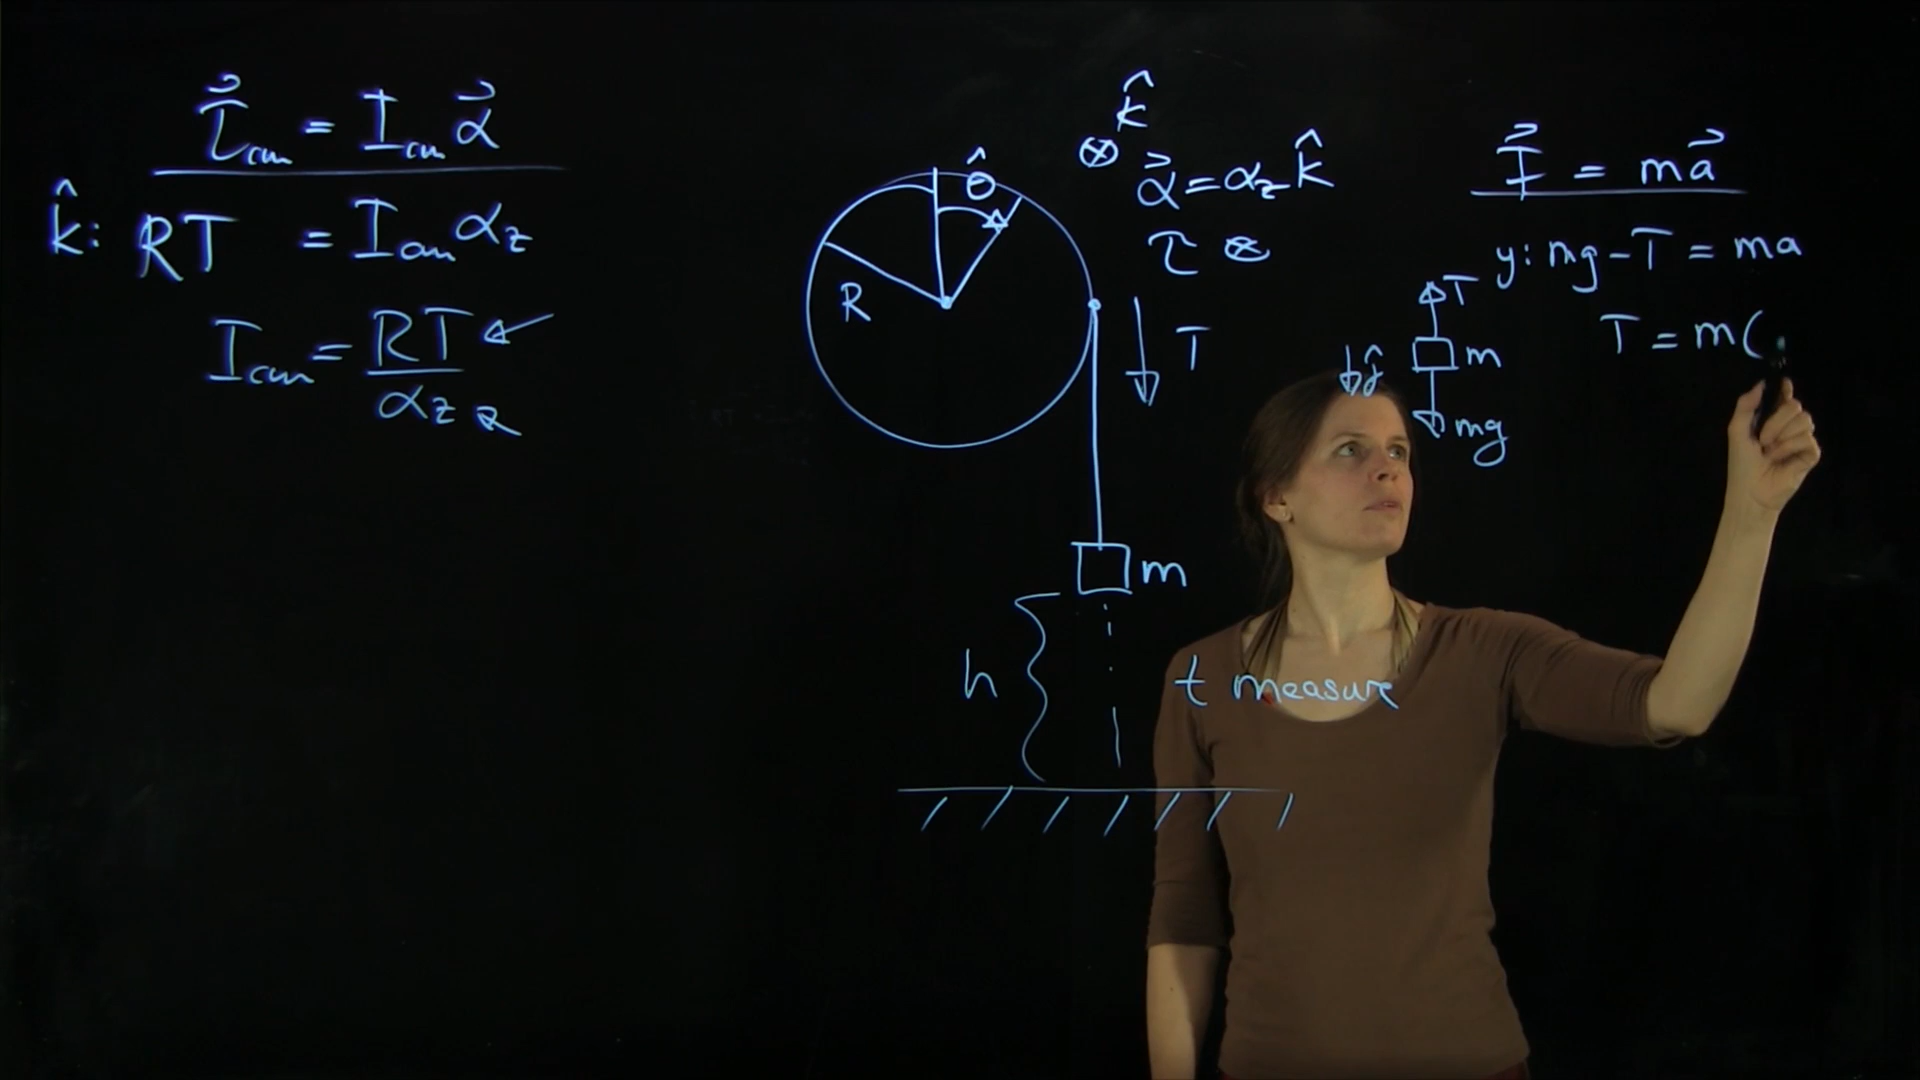 τ⃗cm = Icm α⃗
k̂: RT = Icm αz
Icm = RT / αz
R
θ̂
k̂
⊗
α⃗ = αz k̂
τ ⊗
T
m
h
t measure
F⃗ = ma⃗
y: mg - T = ma
T
m
ĵ
mg
T = m(